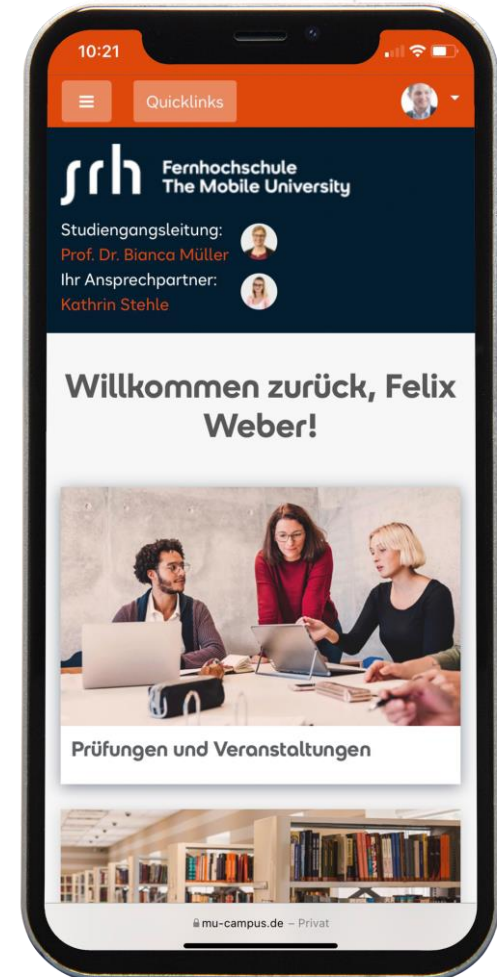 10:21
Quicklinks
srh
Fernhochschule
The Mobile University
Studiengangsleitung:
Prof. Dr. Bianca Müller
Ihr Ansprechpartner:
Kathrin Stehle
Willkommen zurück, Felix
Weber!
Prüfungen und Veranstaltungen
mu-campus.de – Privat